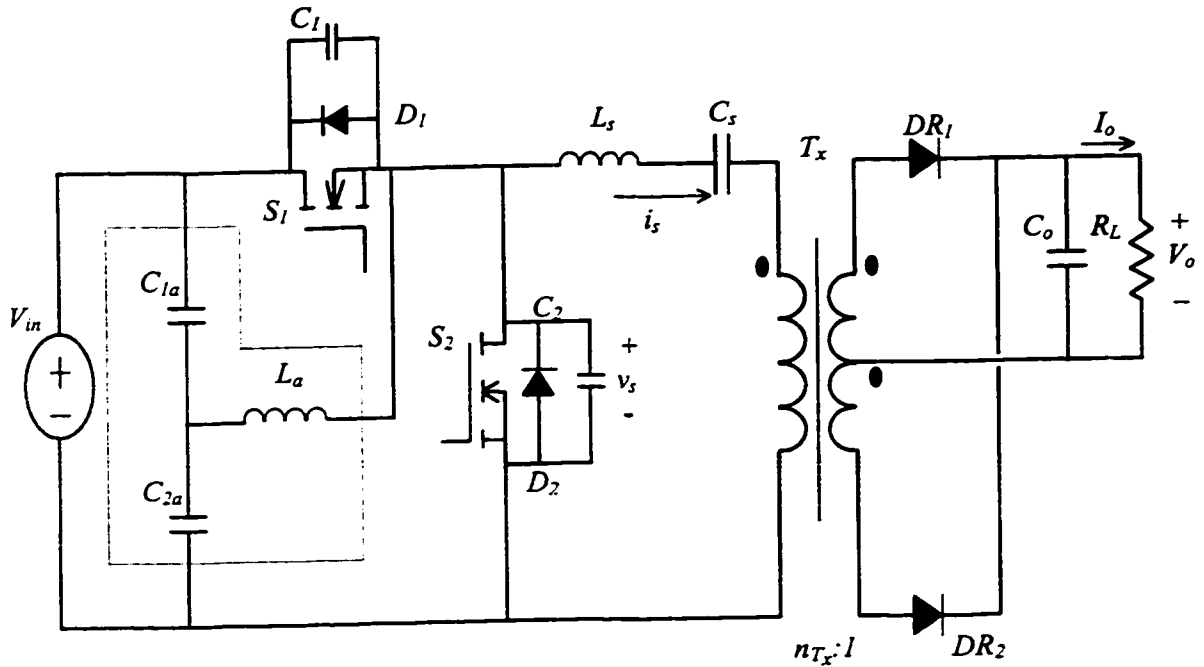 C1
D1
Ls
Cs
Tx
DR1
Io
S1
is
Co
RL
+
Vo
−
C1a
Vin
+
−
La
S2
C2
+
vs
-
C2a
D2
nTx:1
DR2